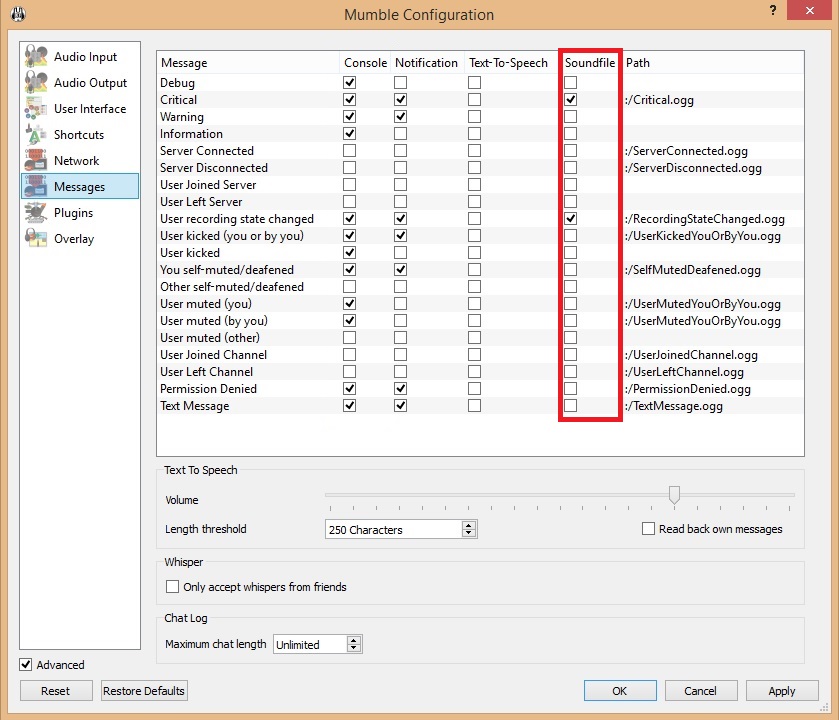 Mumble Configuration
?
Audio Input
Audio Output
User Interface
Shortcuts
Network
Messages
Plugins
Overlay
Message Console Notification Text-To-Speech Soundfile Path
Debug
Critical :/Critical.ogg
Warning
Information
Server Connected :/ServerConnected.ogg
Server Disconnected :/ServerDisconnected.ogg
User Joined Server
User Left Server
User recording state changed :/RecordingStateChanged.ogg
User kicked (you or by you) :/UserKickedYouOrByYou.ogg
User kicked
You self-muted/deafened :/SelfMutedDeafened.ogg
Other self-muted/deafened
User muted (you) :/UserMutedYouOrByYou.ogg
User muted (by you) :/UserMutedYouOrByYou.ogg
User muted (other)
User Joined Channel :/UserJoinedChannel.ogg
User Left Channel :/UserLeftChannel.ogg
Permission Denied :/PermissionDenied.ogg
Text Message :/TextMessage.ogg
Text To Speech
Volume
Length threshold 250 Characters Read back own messages
Whisper
Only accept whispers from friends
Chat Log
Maximum chat length Unlimited
Advanced
Reset Restore Defaults OK Cancel Apply